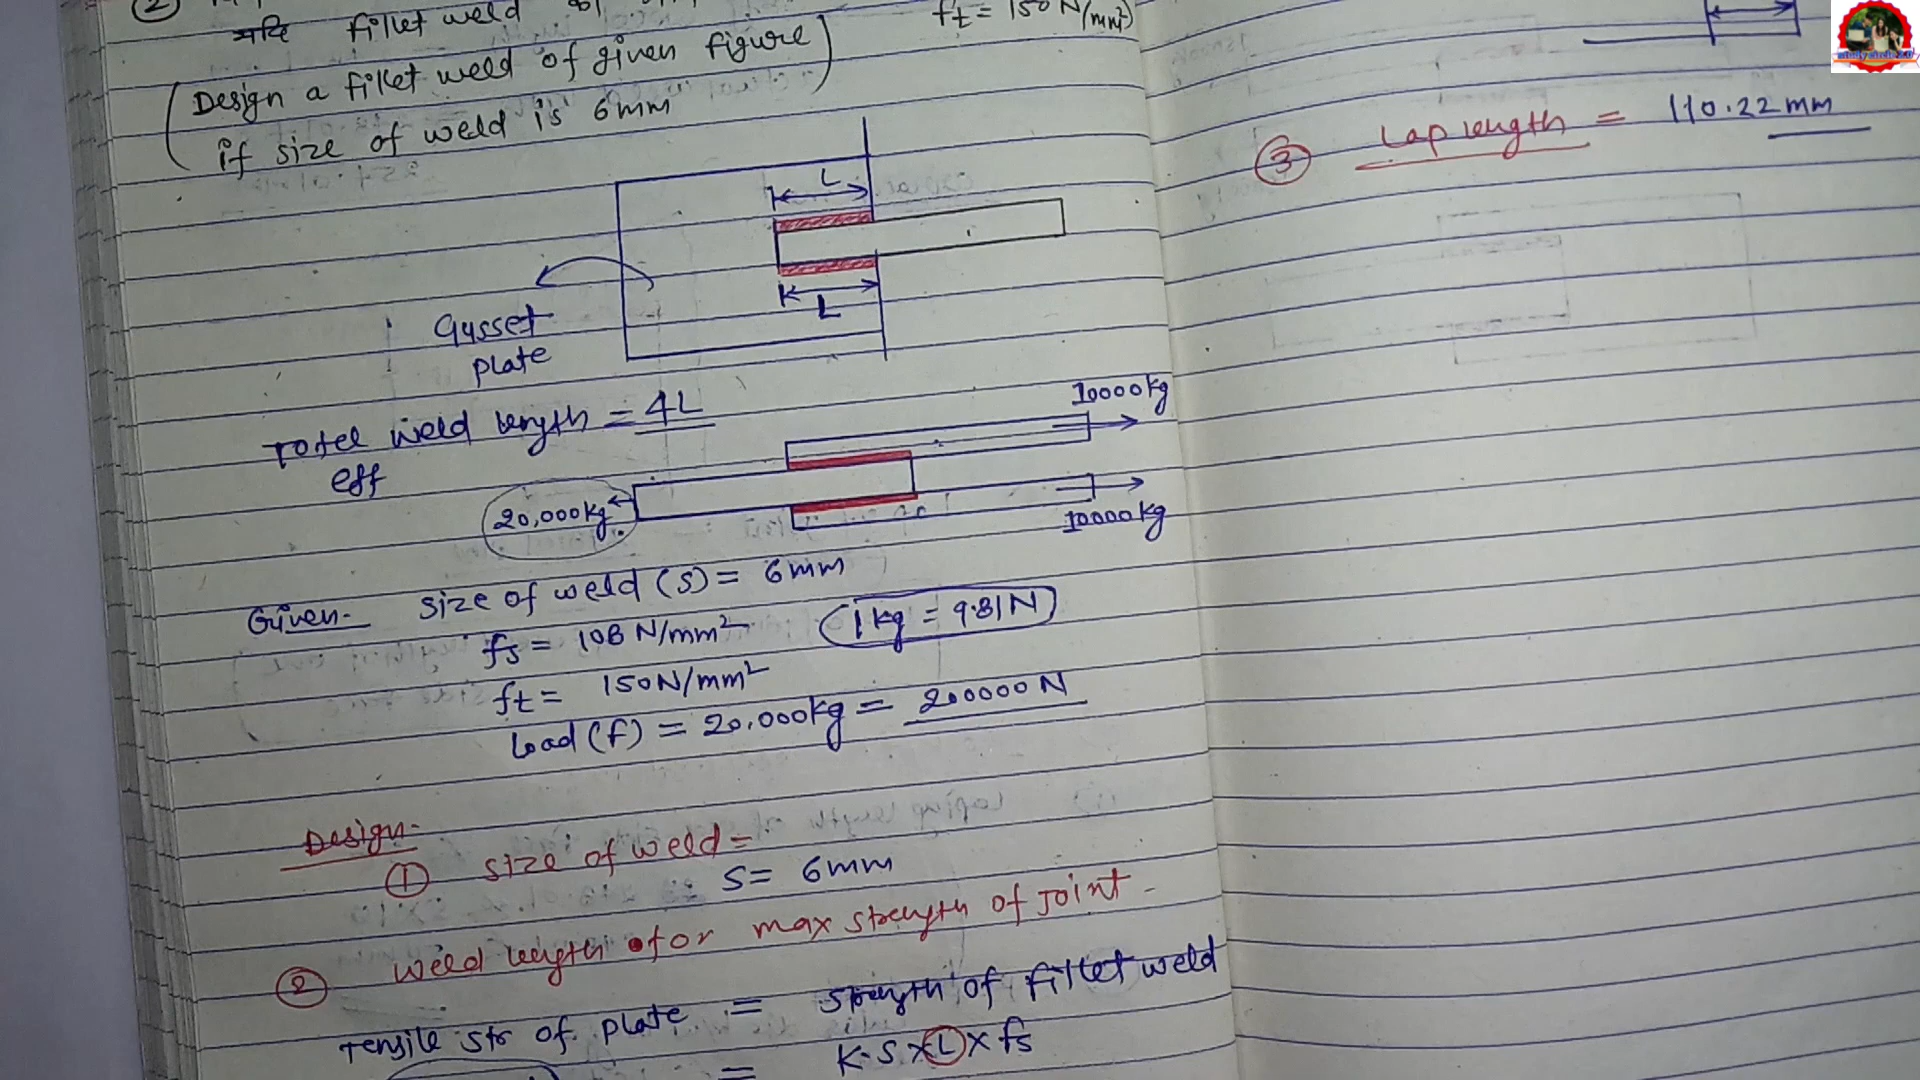 ②
यदि fillet weld
ft = 150 N/mm²)
(Design a fillet weld of given figure)
if size of weld is 6mm
L
L
Gusset
plate
Total weld length = 4L
eff
10000kg
20,000kg
10000kg
Given- size of weld (S) = 6mm
fs = 108 N/mm²
1kg = 9.81N
ft = 150N/mm²
Load (f) = 20,000kg = 200000 N
Design-
① size of weld =
S = 6mm
② weld length for max strength of joint -
Tensile str of plate = strength of fillet weld
= K.S x L x fs
③ Lap length = 110.22mm